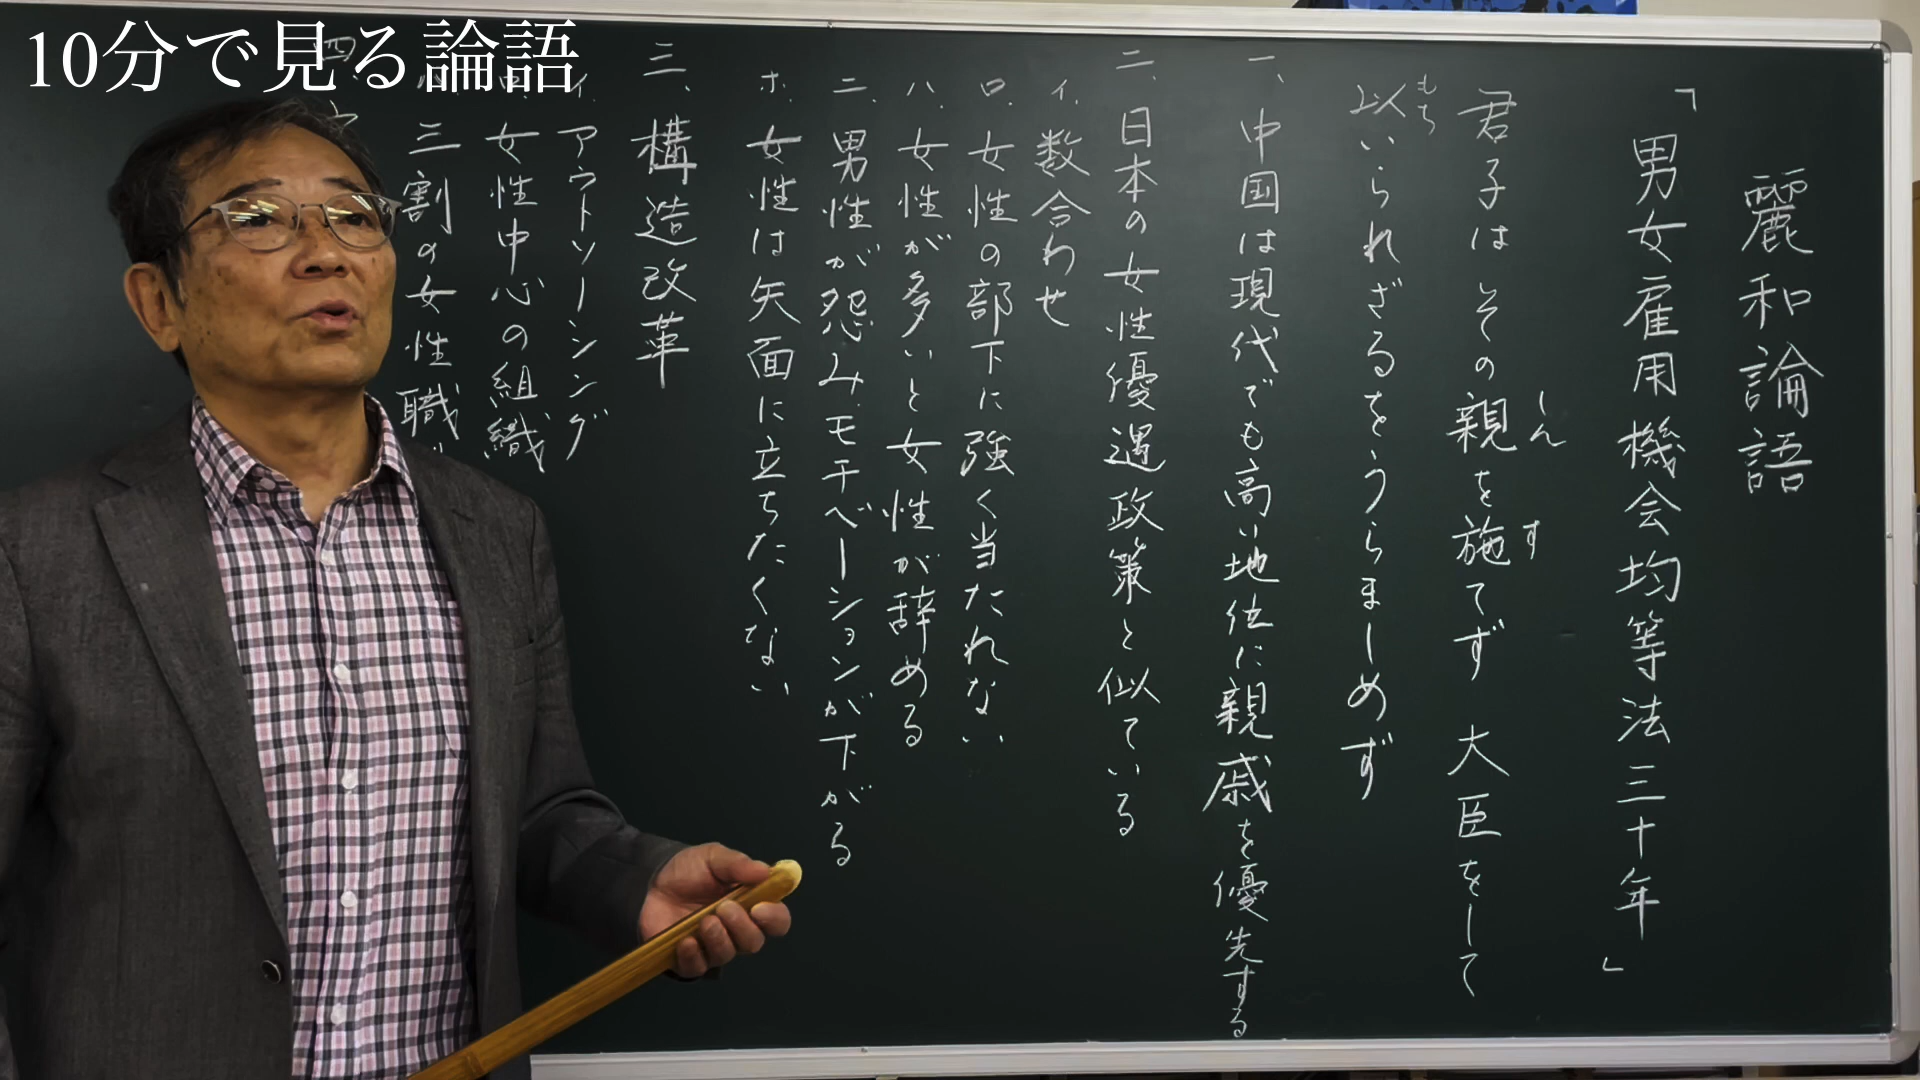 10分で見る論語
麗和論語
「男女雇用機会均等法三十年」
君子はその親を施てず 大臣をして
しん
す
以いられざるをうらましめず
もち
一、中国は現代でも高い地位に親戚を優先する
二、日本の女性優遇政策と似ている
イ.数合わせ
ロ.女性の部下に強く当たれない
ハ.女性が多いと女性が辞める
ニ.男性が怨みモチベーションが下がる
ホ.女性は矢面に立ちたくない
三、構造改革
イ.アウトソーシング
ロ.女性中心の組織
三割の女性職
四